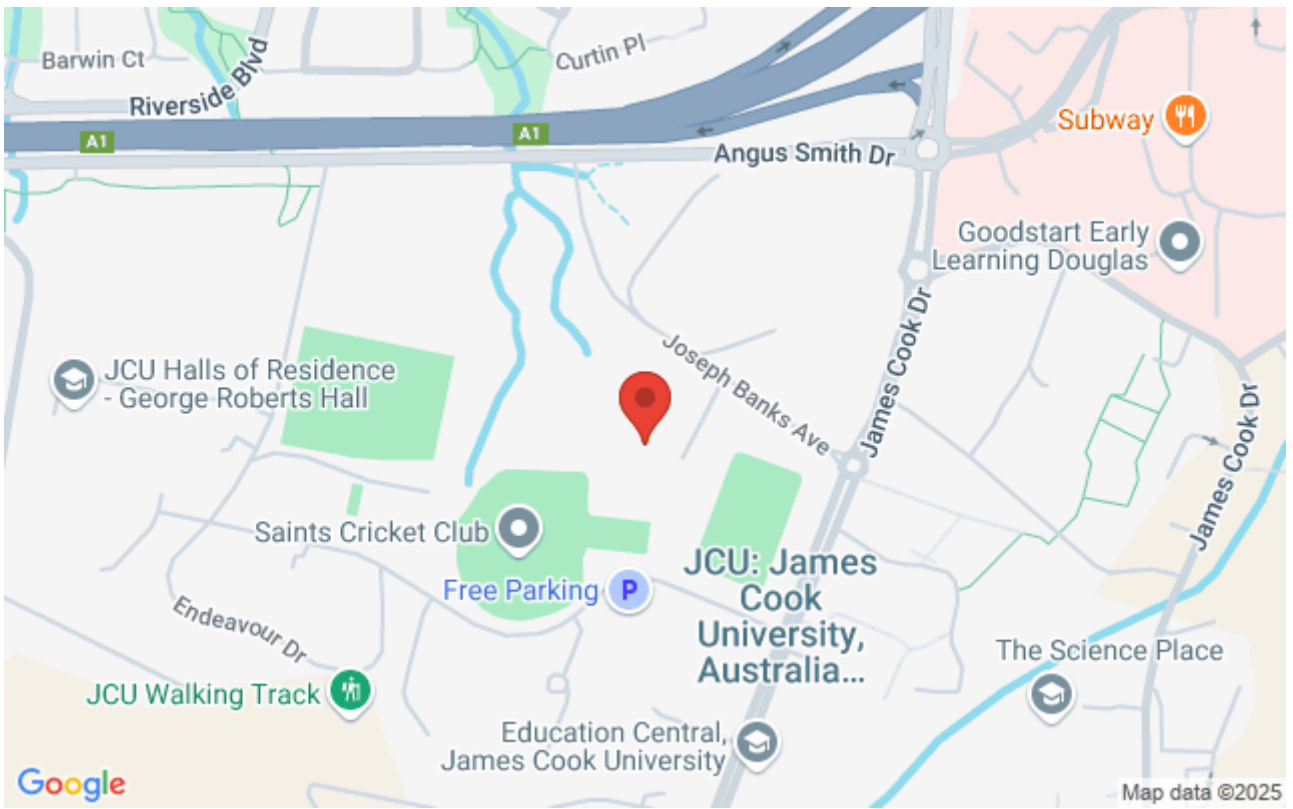 Barwin Ct
Riverside Blvd
Curtin Pl
A1
A1
Subway
Angus Smith Dr
Goodstart Early
Learning Douglas
James Cook Dr
Joseph Banks Ave
JCU Halls of Residence
- George Roberts Hall
James Cook Dr
Saints Cricket Club
Free Parking
P
JCU: James
Cook
University,
Australia...
Endeavour Dr
The Science Place
JCU Walking Track
Education Central,
James Cook University
Google
Map data ©2025